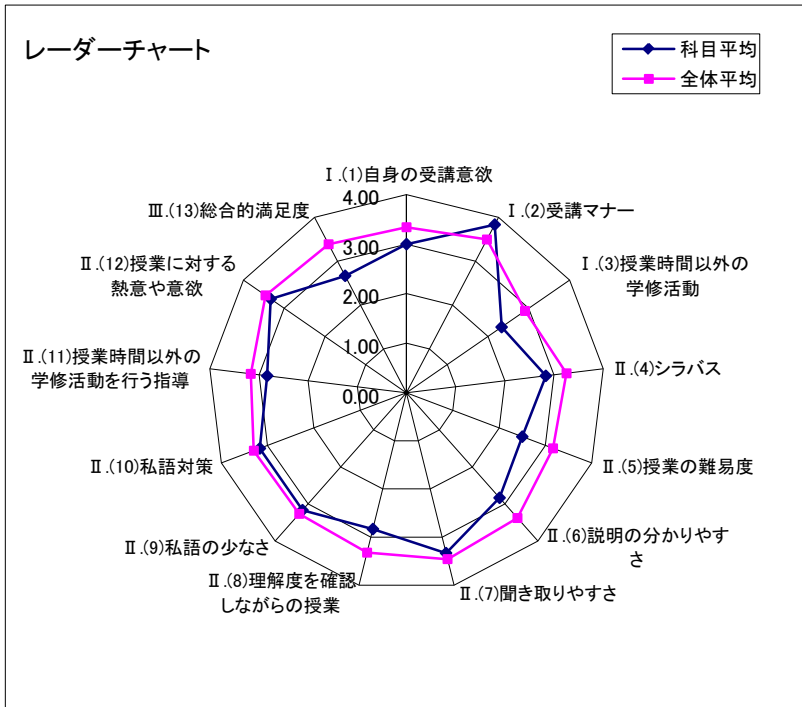 レーダーチャート
科目平均
全体平均
Ⅰ.(1)自身の受講意欲
Ⅰ.(2)受講マナー
Ⅰ.(3)授業時間以外の
学修活動
Ⅱ.(4)シラバス
Ⅱ.(5)授業の難易度
Ⅱ.(6)説明の分かりやす
さ
Ⅱ.(7)聞き取りやすさ
Ⅱ.(8)理解度を確認
しながらの授業
Ⅱ.(9)私語の少なさ
Ⅱ.(10)私語対策
Ⅱ.(11)授業時間以外の
学修活動を行う指導
Ⅱ.(12)授業に対する
熱意や意欲
Ⅲ.(13)総合的満足度
4.00
3.00
2.00
1.00
0.00